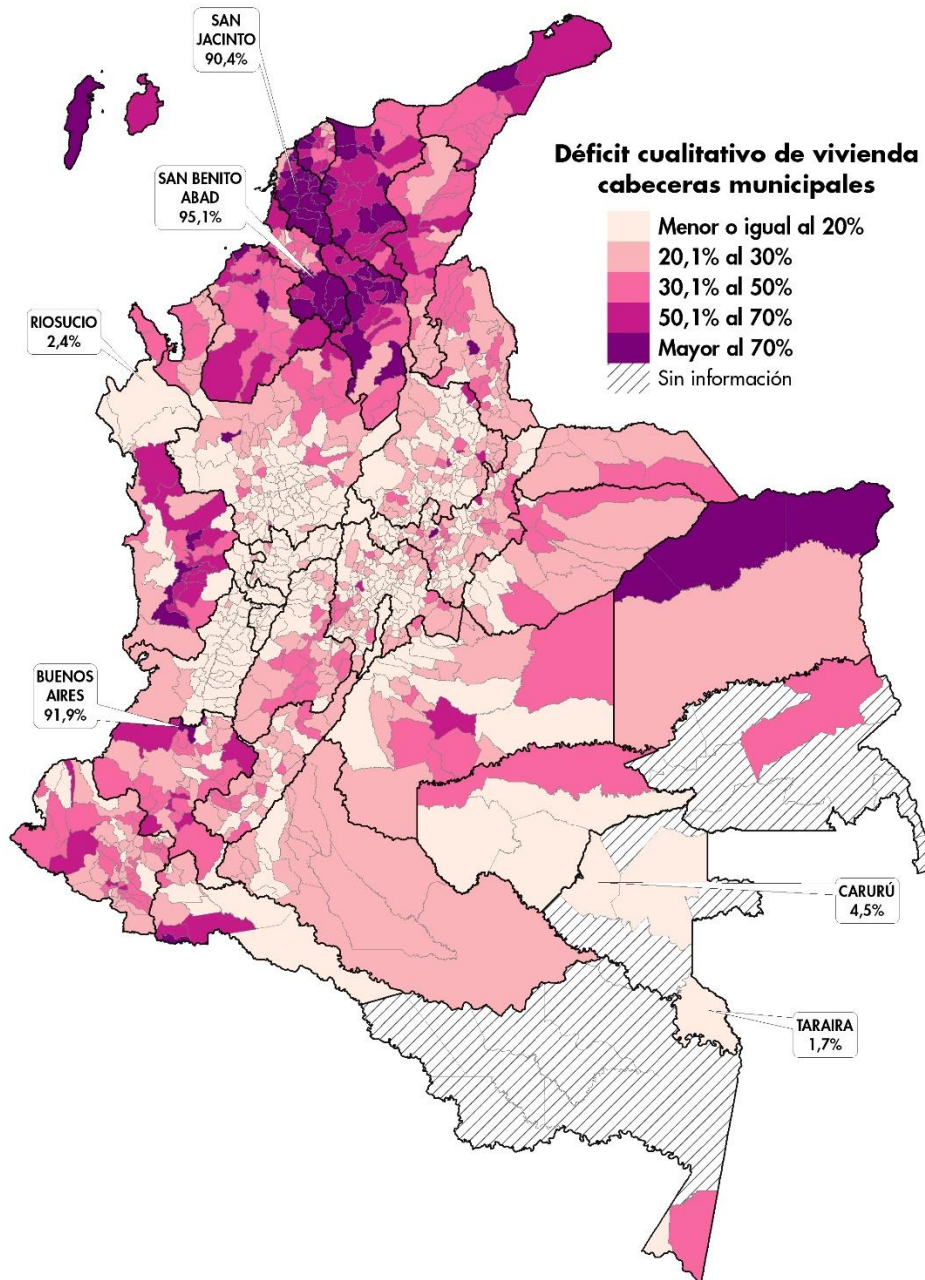 SAN
JACINTO
90,4%
SAN BENITO
ABAD
95,1%
Déficit cualitativo de vivienda
cabeceras municipales
Menor o igual al 20%
20,1% al 30%
30,1% al 50%
50,1% al 70%
Mayor al 70%
Sin información
RIOSUCIO
2,4%
BUENOS
AIRES
91,9%
CARURÚ
4,5%
TARAIRA
1,7%